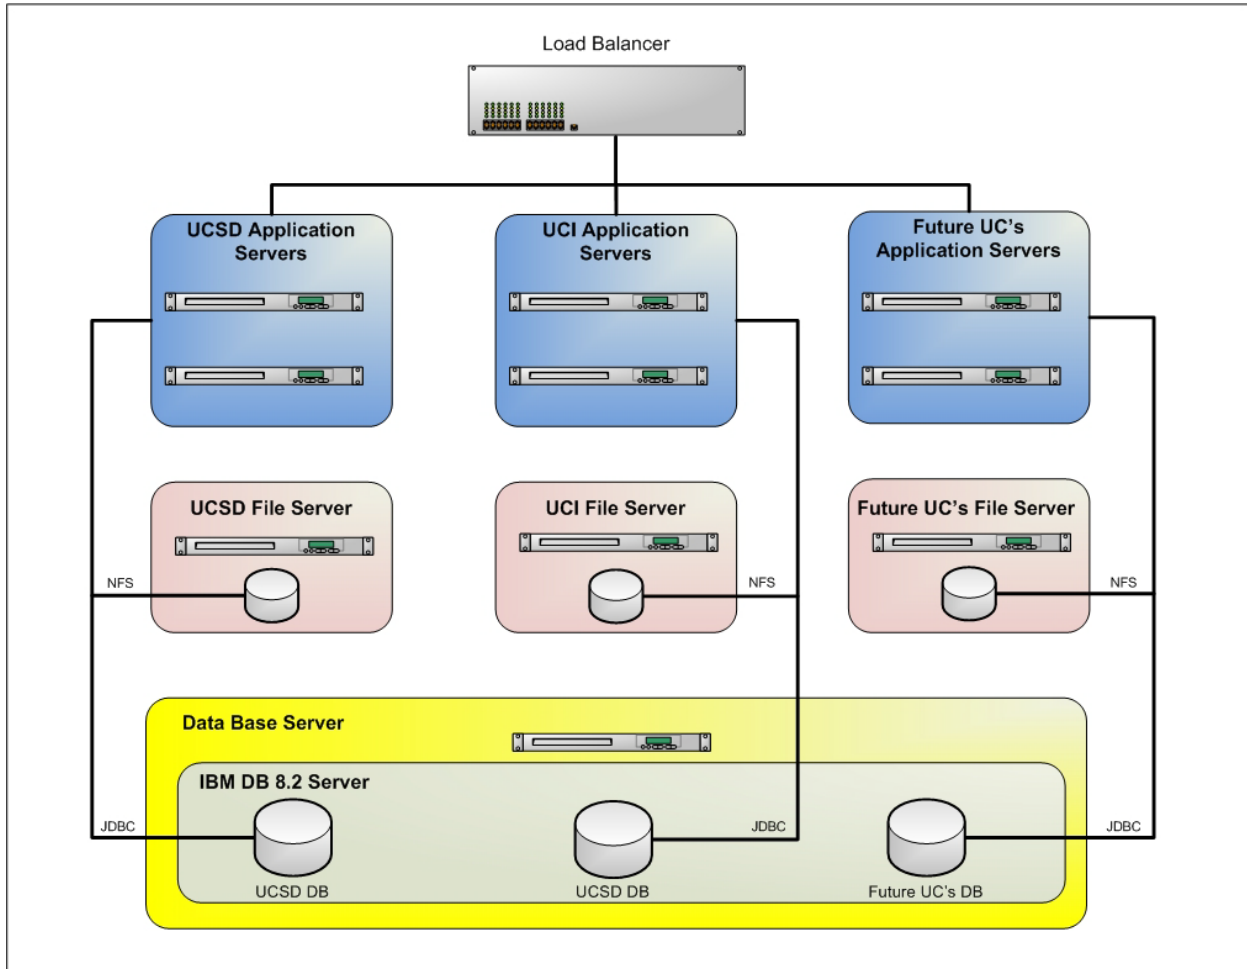 Load Balancer
UCSD Application
Servers
UCI Application
Servers
Future UC's
Application Servers
UCSD File Server
UCI File Server
Future UC's File Server
NFS
NFS
NFS
Data Base Server
IBM DB 8.2 Server
JDBC
JDBC
JDBC
UCSD DB
UCSD DB
Future UC's DB